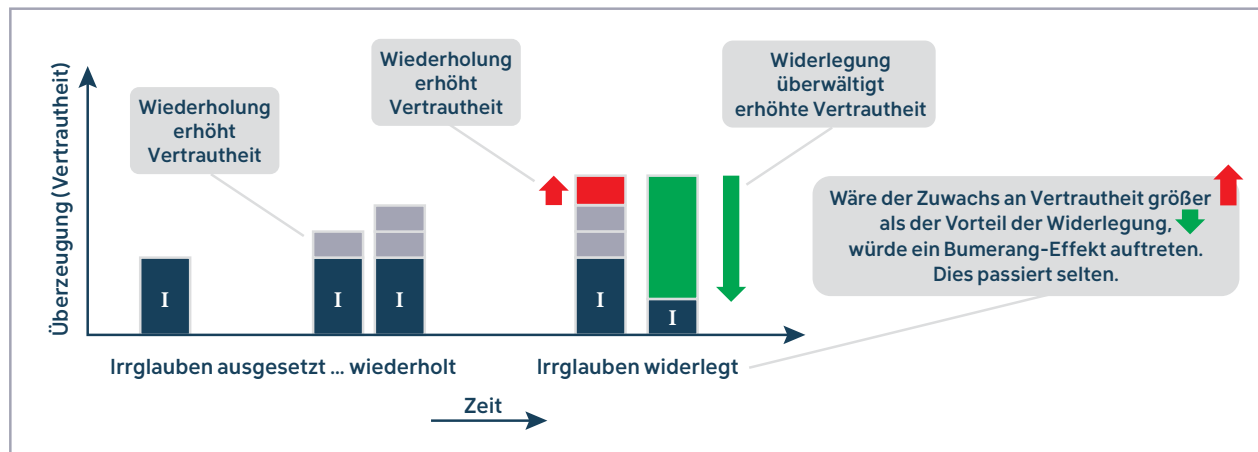 Überzeugung (Vertrautheit)
Wiederholung
erhöht
Vertrautheit
Wiederholung
erhöht
Vertrautheit
Widerlegung
überwältigt
erhöhte Vertrautheit
Wäre der Zuwachs an Vertrautheit größer
als der Vorteil der Widerlegung,
würde ein Bumerang-Effekt auftreten.
Dies passiert selten.
I
I
I
I
I
Irrglauben ausgesetzt ... wiederholt
Irrglauben widerlegt
Zeit